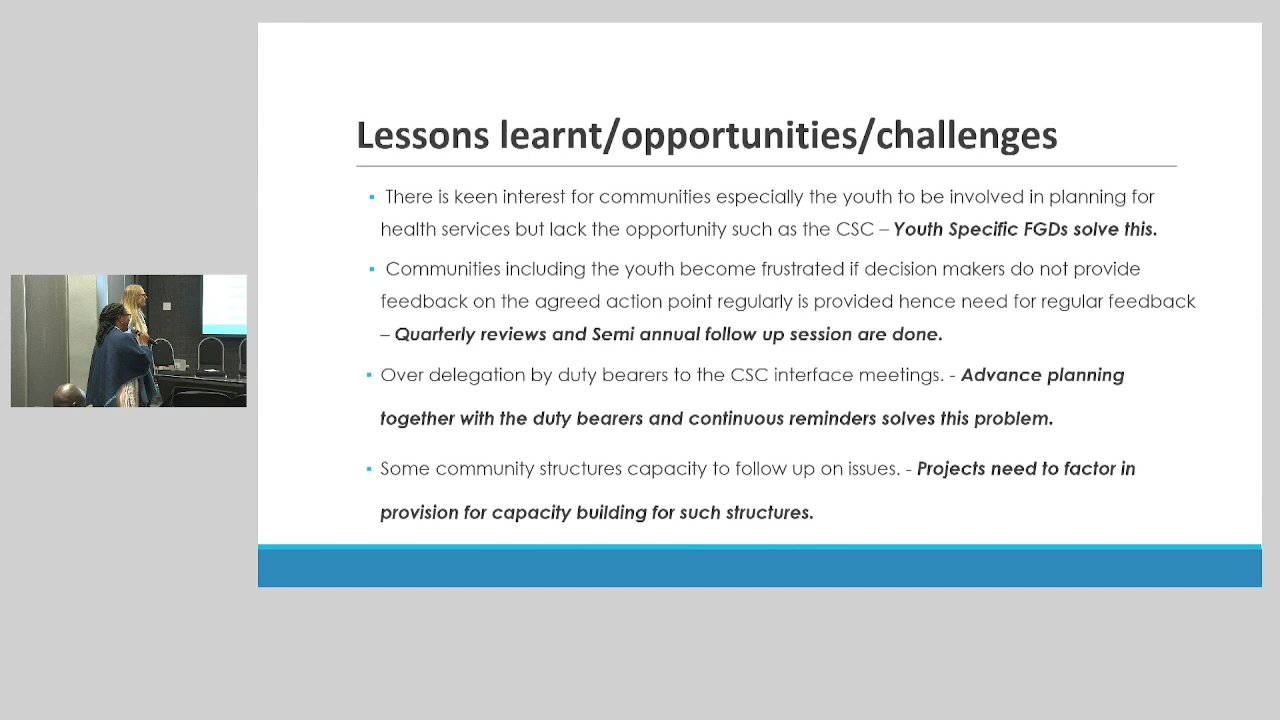 Lessons learnt/opportunities/challenges
▪ There is keen interest for communities especially the youth to be involved in planning for
health services but lack the opportunity such as the CSC – Youth Specific FGDs solve this.
▪ Communities including the youth become frustrated if decision makers do not provide
feedback on the agreed action point regularly is provided hence need for regular feedback
– Quarterly reviews and Semi annual follow up session are done.
▪ Over delegation by duty bearers to the CSC interface meetings. - Advance planning
together with the duty bearers and continuous reminders solves this problem.
▪ Some community structures capacity to follow up on issues. - Projects need to factor in
provision for capacity building for such structures.